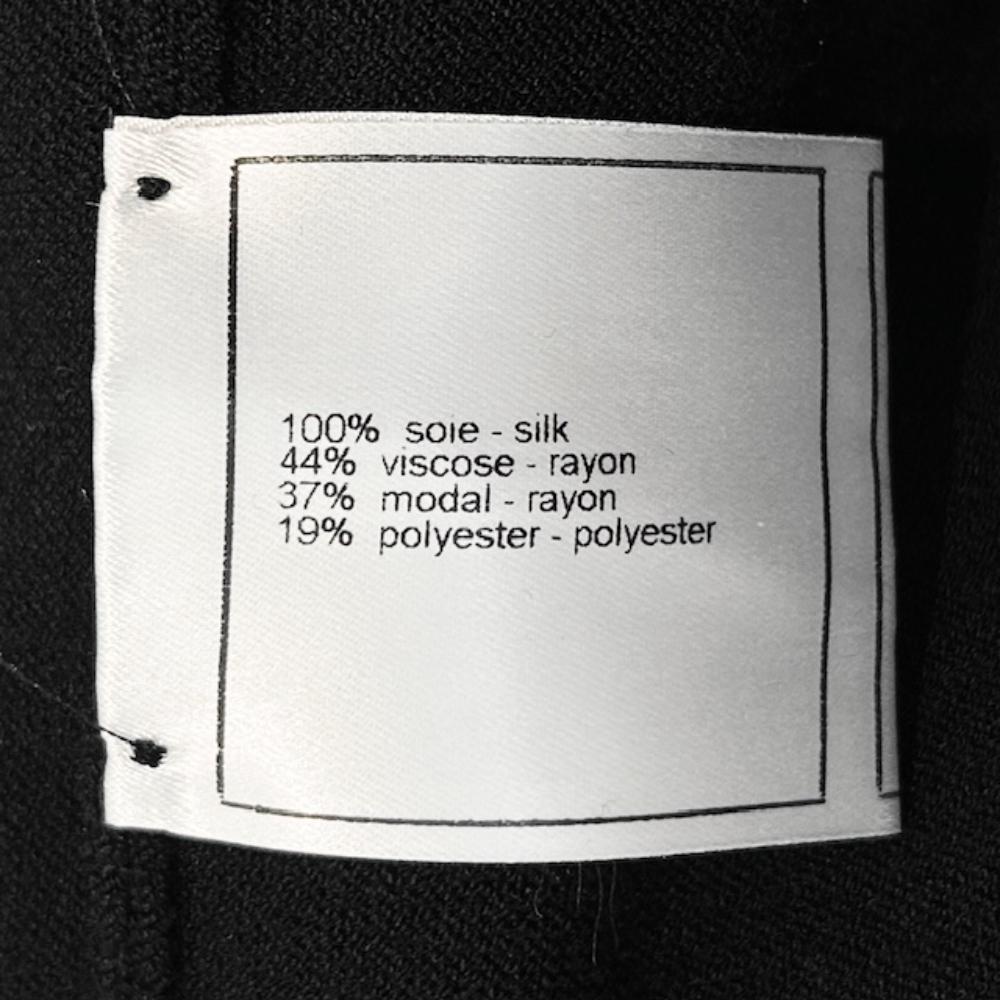 100% soie - silk
44% viscose - rayon
37% modal - rayon
19% polyester - polyester